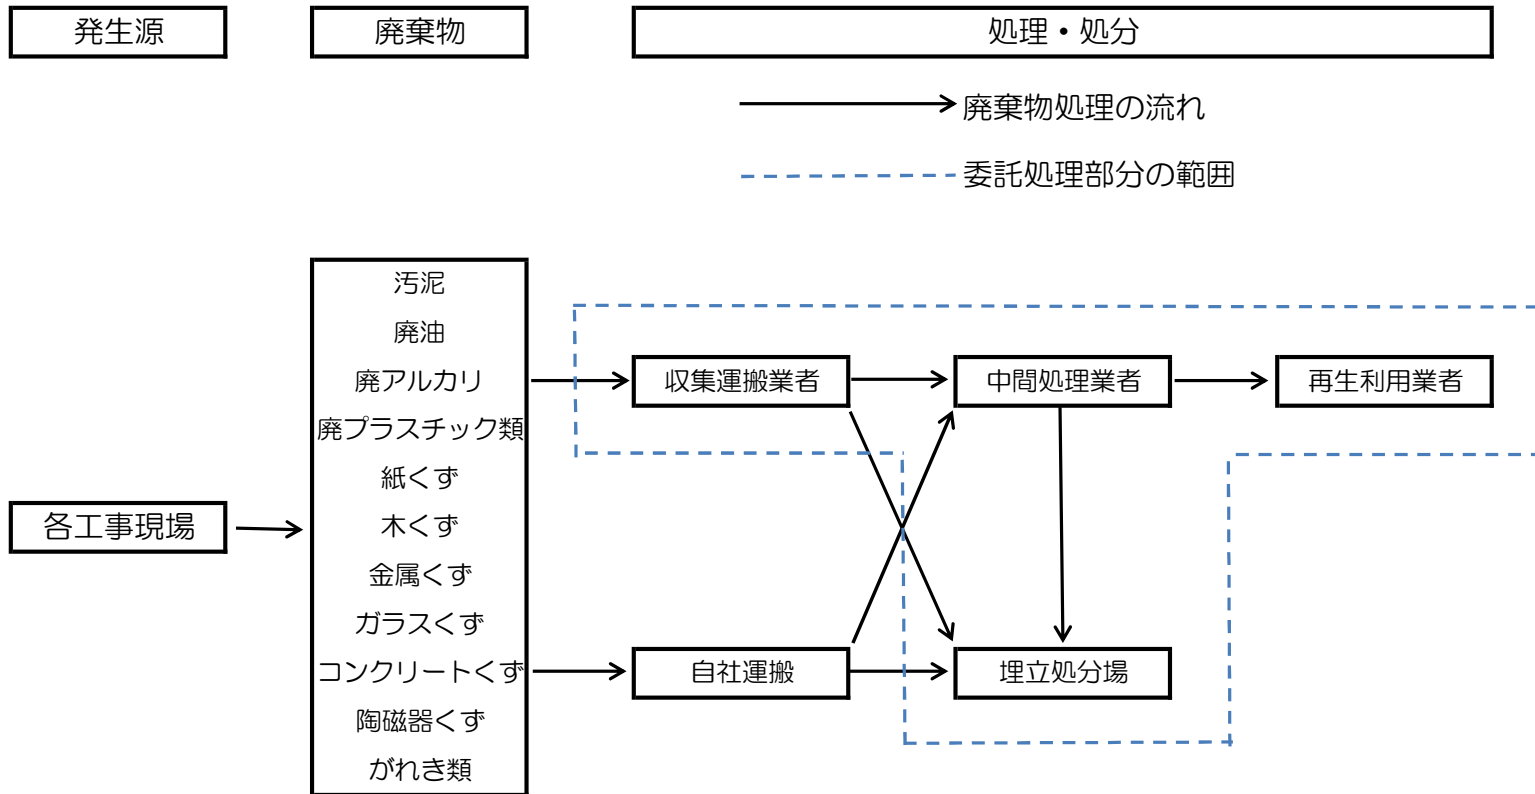 発生源
廃棄物
処理・処分
廃棄物処理の流れ
委託処理部分の範囲
汚泥
廃油
廃アルカリ
廃プラスチック類
紙くず
木くず
金属くず
ガラスくず
コンクリートくず
陶磁器くず
がれき類
各工事現場
収集運搬業者
中間処理業者
再生利用業者
自社運搬
埋立処分場